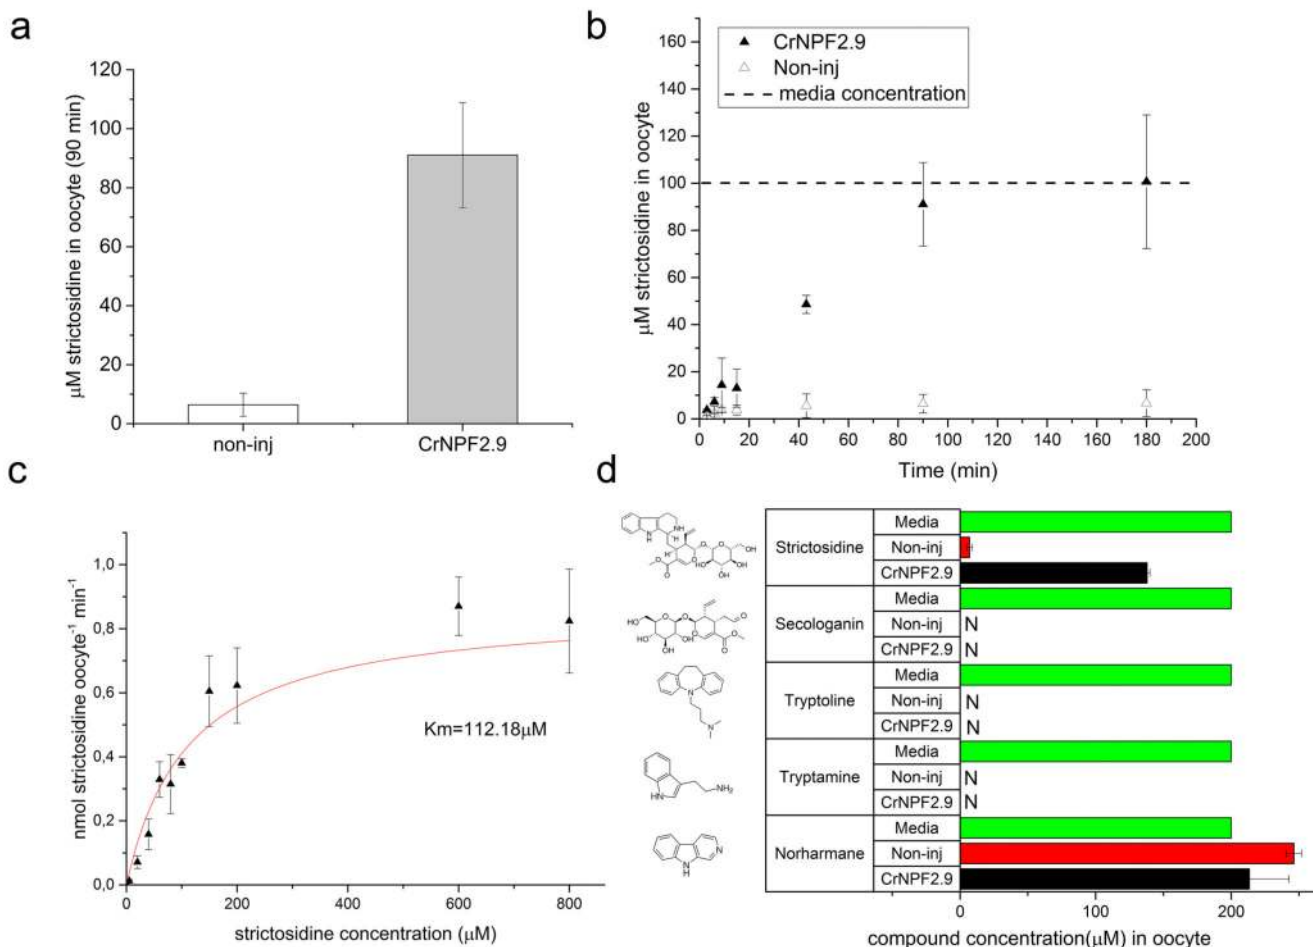 a
120
100
80
60
40
20
0
μM strictosidine in oocyte (90 min)
non-inj
CrNPF2.9
b
160
140
120
100
80
60
40
20
0
μM strictosidine in oocyte
CrNPF2.9
Non-inj
media concentration
0 20 40 60 80 100 120 140 160 180 200
Time (min)
c
1,0
0,8
0,6
0,4
0,2
0,0
nmol strictosidine oocyte⁻¹ min⁻¹
Km=112.18μM
0 200 400 600 800
strictosidine concentration (μM)
d
Strictosidine
Media
Non-inj
CrNPF2.9
Secologanin
Media
Non-inj N
CrNPF2.9 N
Tryptoline
Media
Non-inj N
CrNPF2.9 N
Tryptamine
Media
Non-inj N
CrNPF2.9 N
Norharmane
Media
Non-inj
CrNPF2.9
0 50 100 150 200
compound concentration(μM) in oocyte